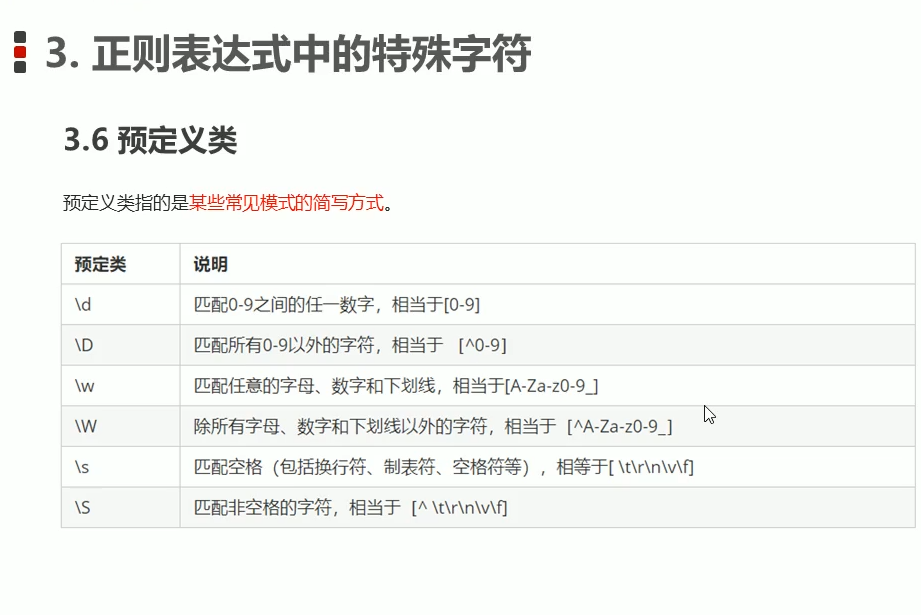 3. 正则表达式中的特殊字符
3.6 预定义类
预定义类指的是某些常见模式的简写方式。
预定类 说明
\d 匹配0-9之间的任一数字，相当于[0-9]
\D 匹配所有0-9以外的字符，相当于 [^0-9]
\w 匹配任意的字母、数字和下划线，相当于[A-Za-z0-9_]
\W 除所有字母、数字和下划线以外的字符，相当于 [^A-Za-z0-9_]
\s 匹配空格（包括换行符、制表符、空格符等），相等于[ \t\r\n\v\f]
\S 匹配非空格的字符，相当于 [^ \t\r\n\v\f]